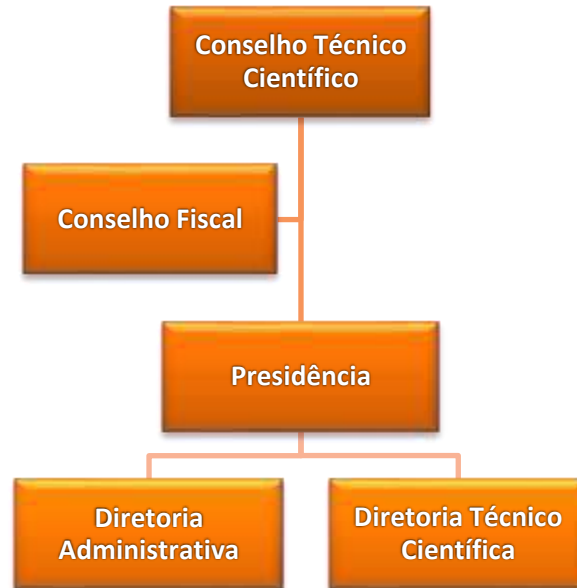 Conselho Técnico
Científico
Conselho Fiscal
Presidência
Diretoria
Administrativa
Diretoria Técnico
Científica